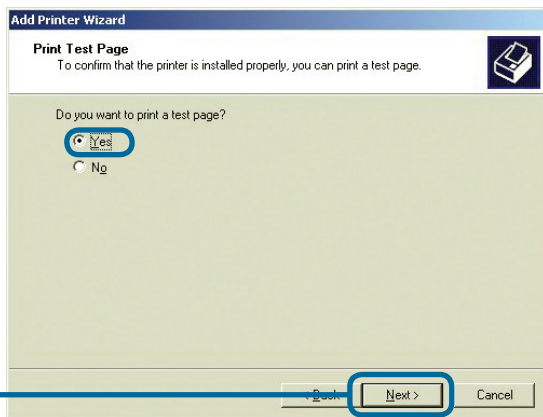 Add Printer Wizard
Print Test Page
To confirm that the printer is installed properly, you can print a test page.
Do you want to print a test page?
Yes
No
< Back Next > Cancel